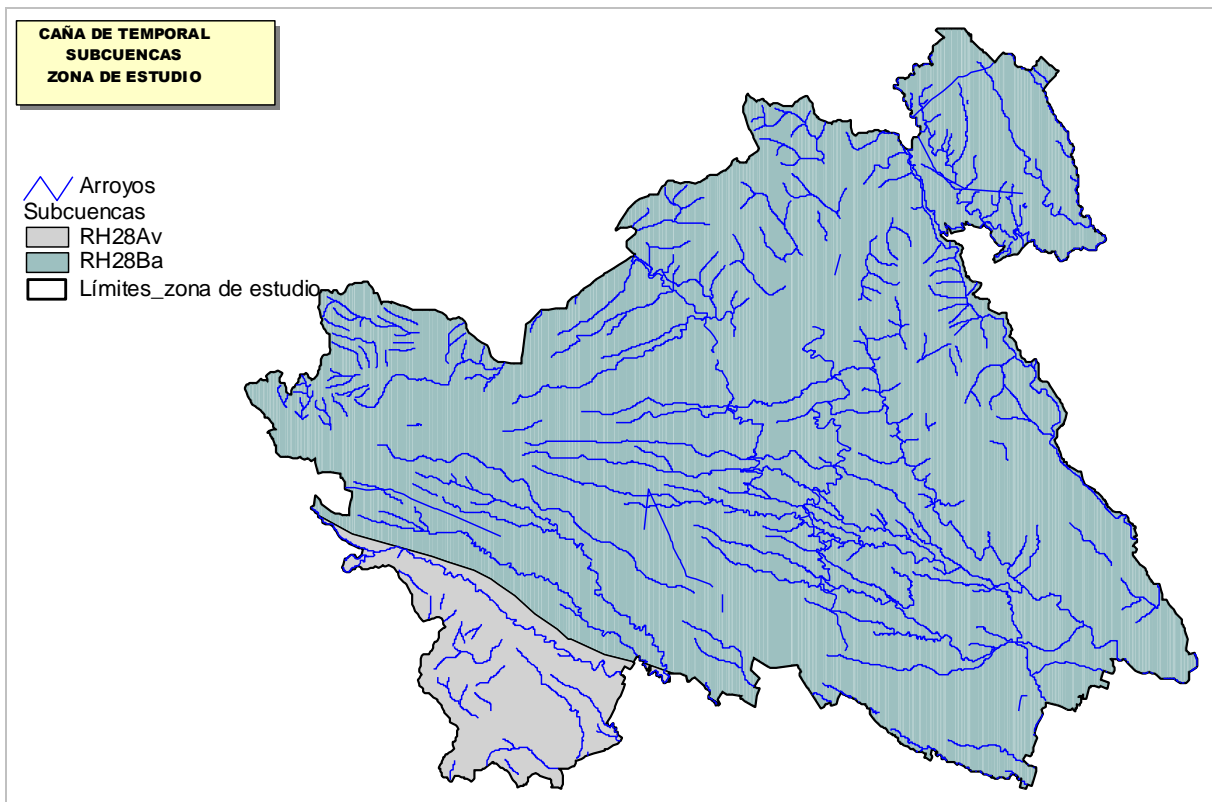 CAÑA DE TEMPORAL
SUBCUENCAS
ZONA DE ESTUDIO
Arroyos
Subcuencas
RH28Av
RH28Ba
Límites_zona de estudio